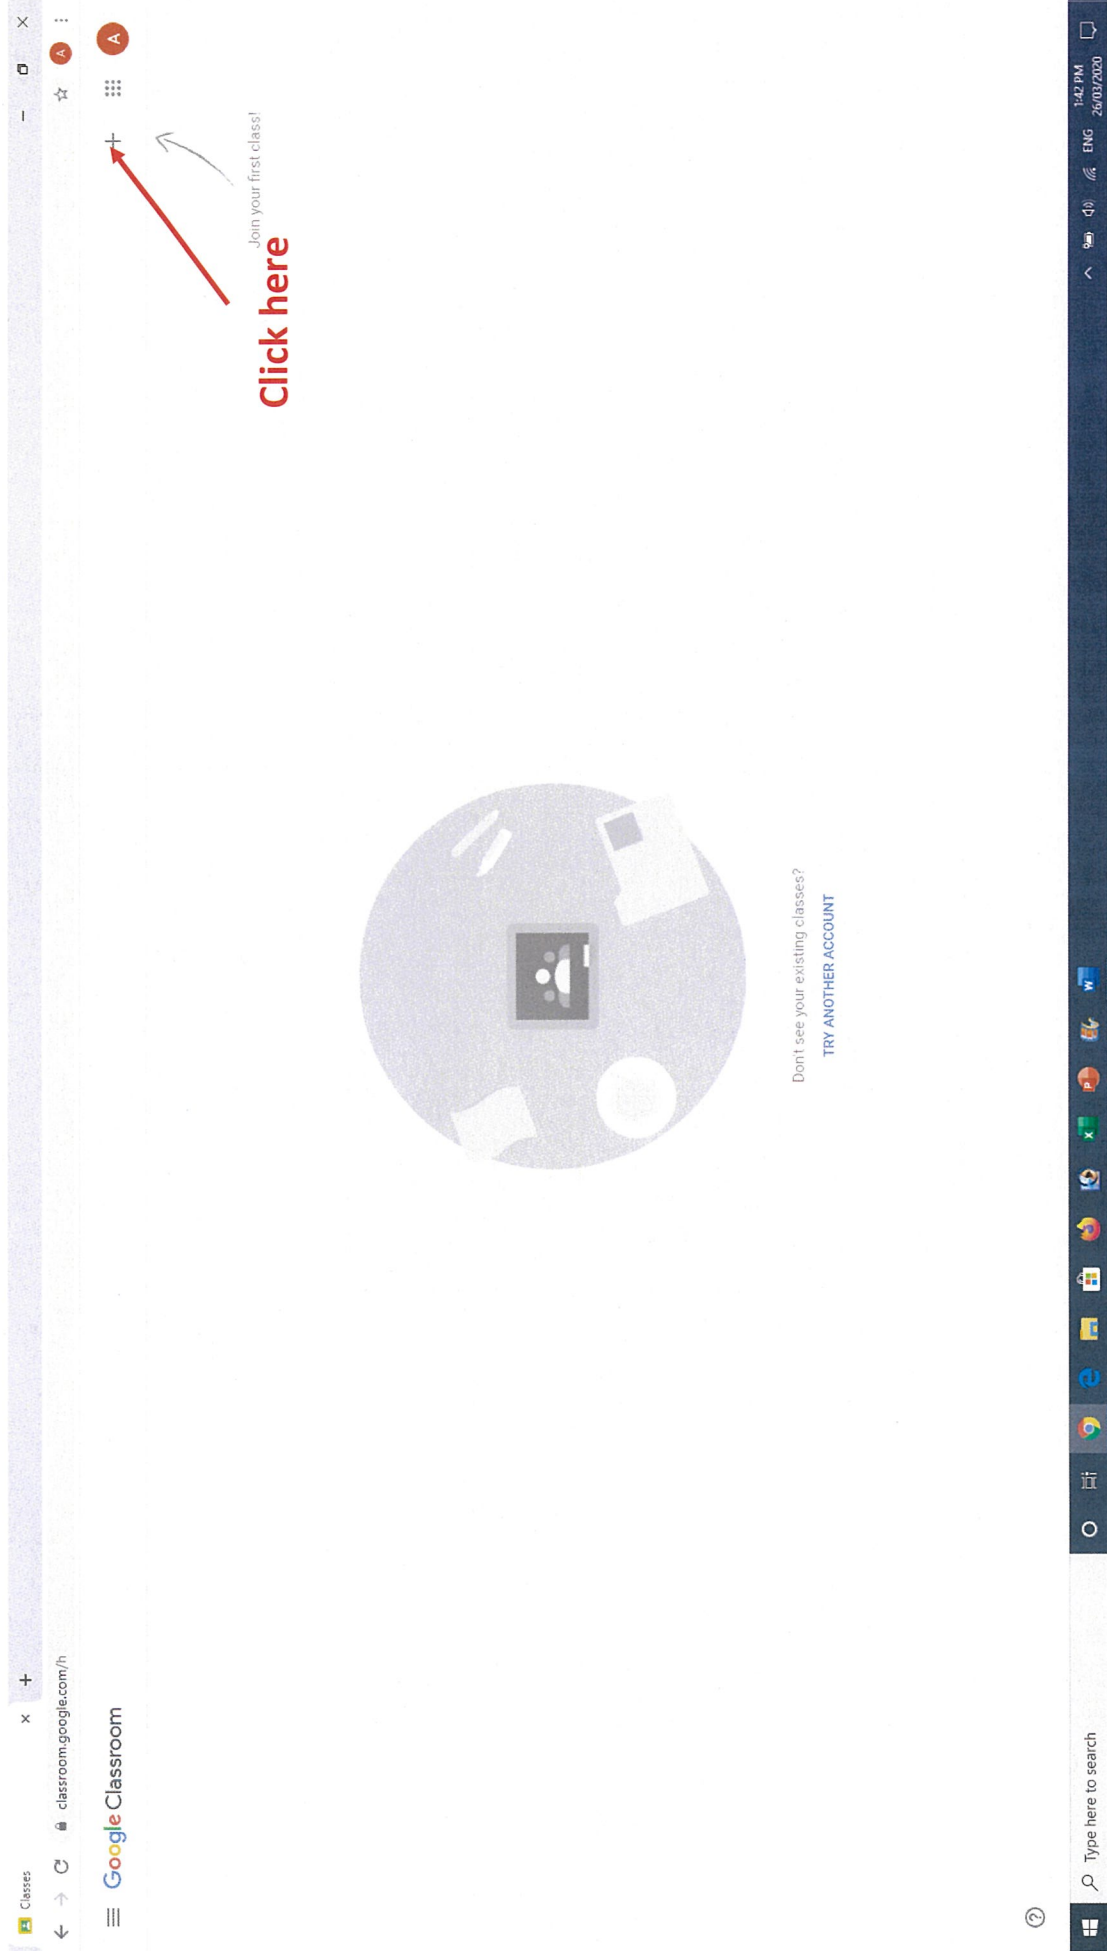 Classes
classroom.google.com/h
A
Google Classroom
A
Join your first class!
Click here
Don't see your existing classes?
TRY ANOTHER ACCOUNT
Type here to search
ENG
1:42 PM
26/03/2020